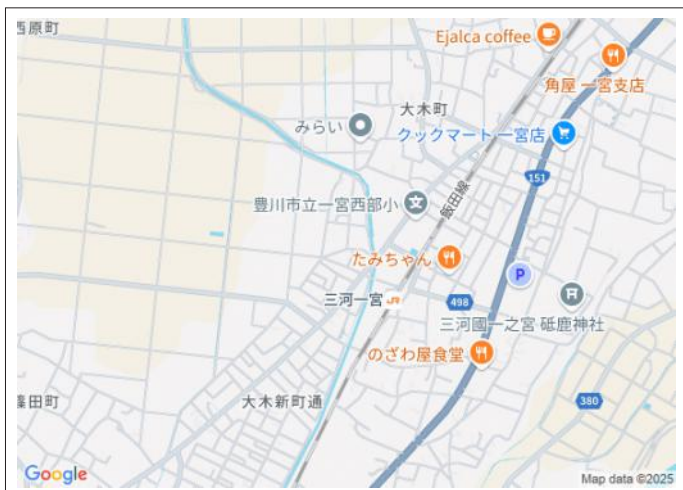 西原町
Ejalca coffee
角屋 一宮支店
大木町
みらい
クックマート 一宮店
151
飯田線
豊川市立一宮西部小
文
たみちゃん
P
三河一宮 JR
498
三河國一之宮 砥鹿神社
のざわ屋食堂
380
篠田町
大木新町通
Google
Map data ©2025